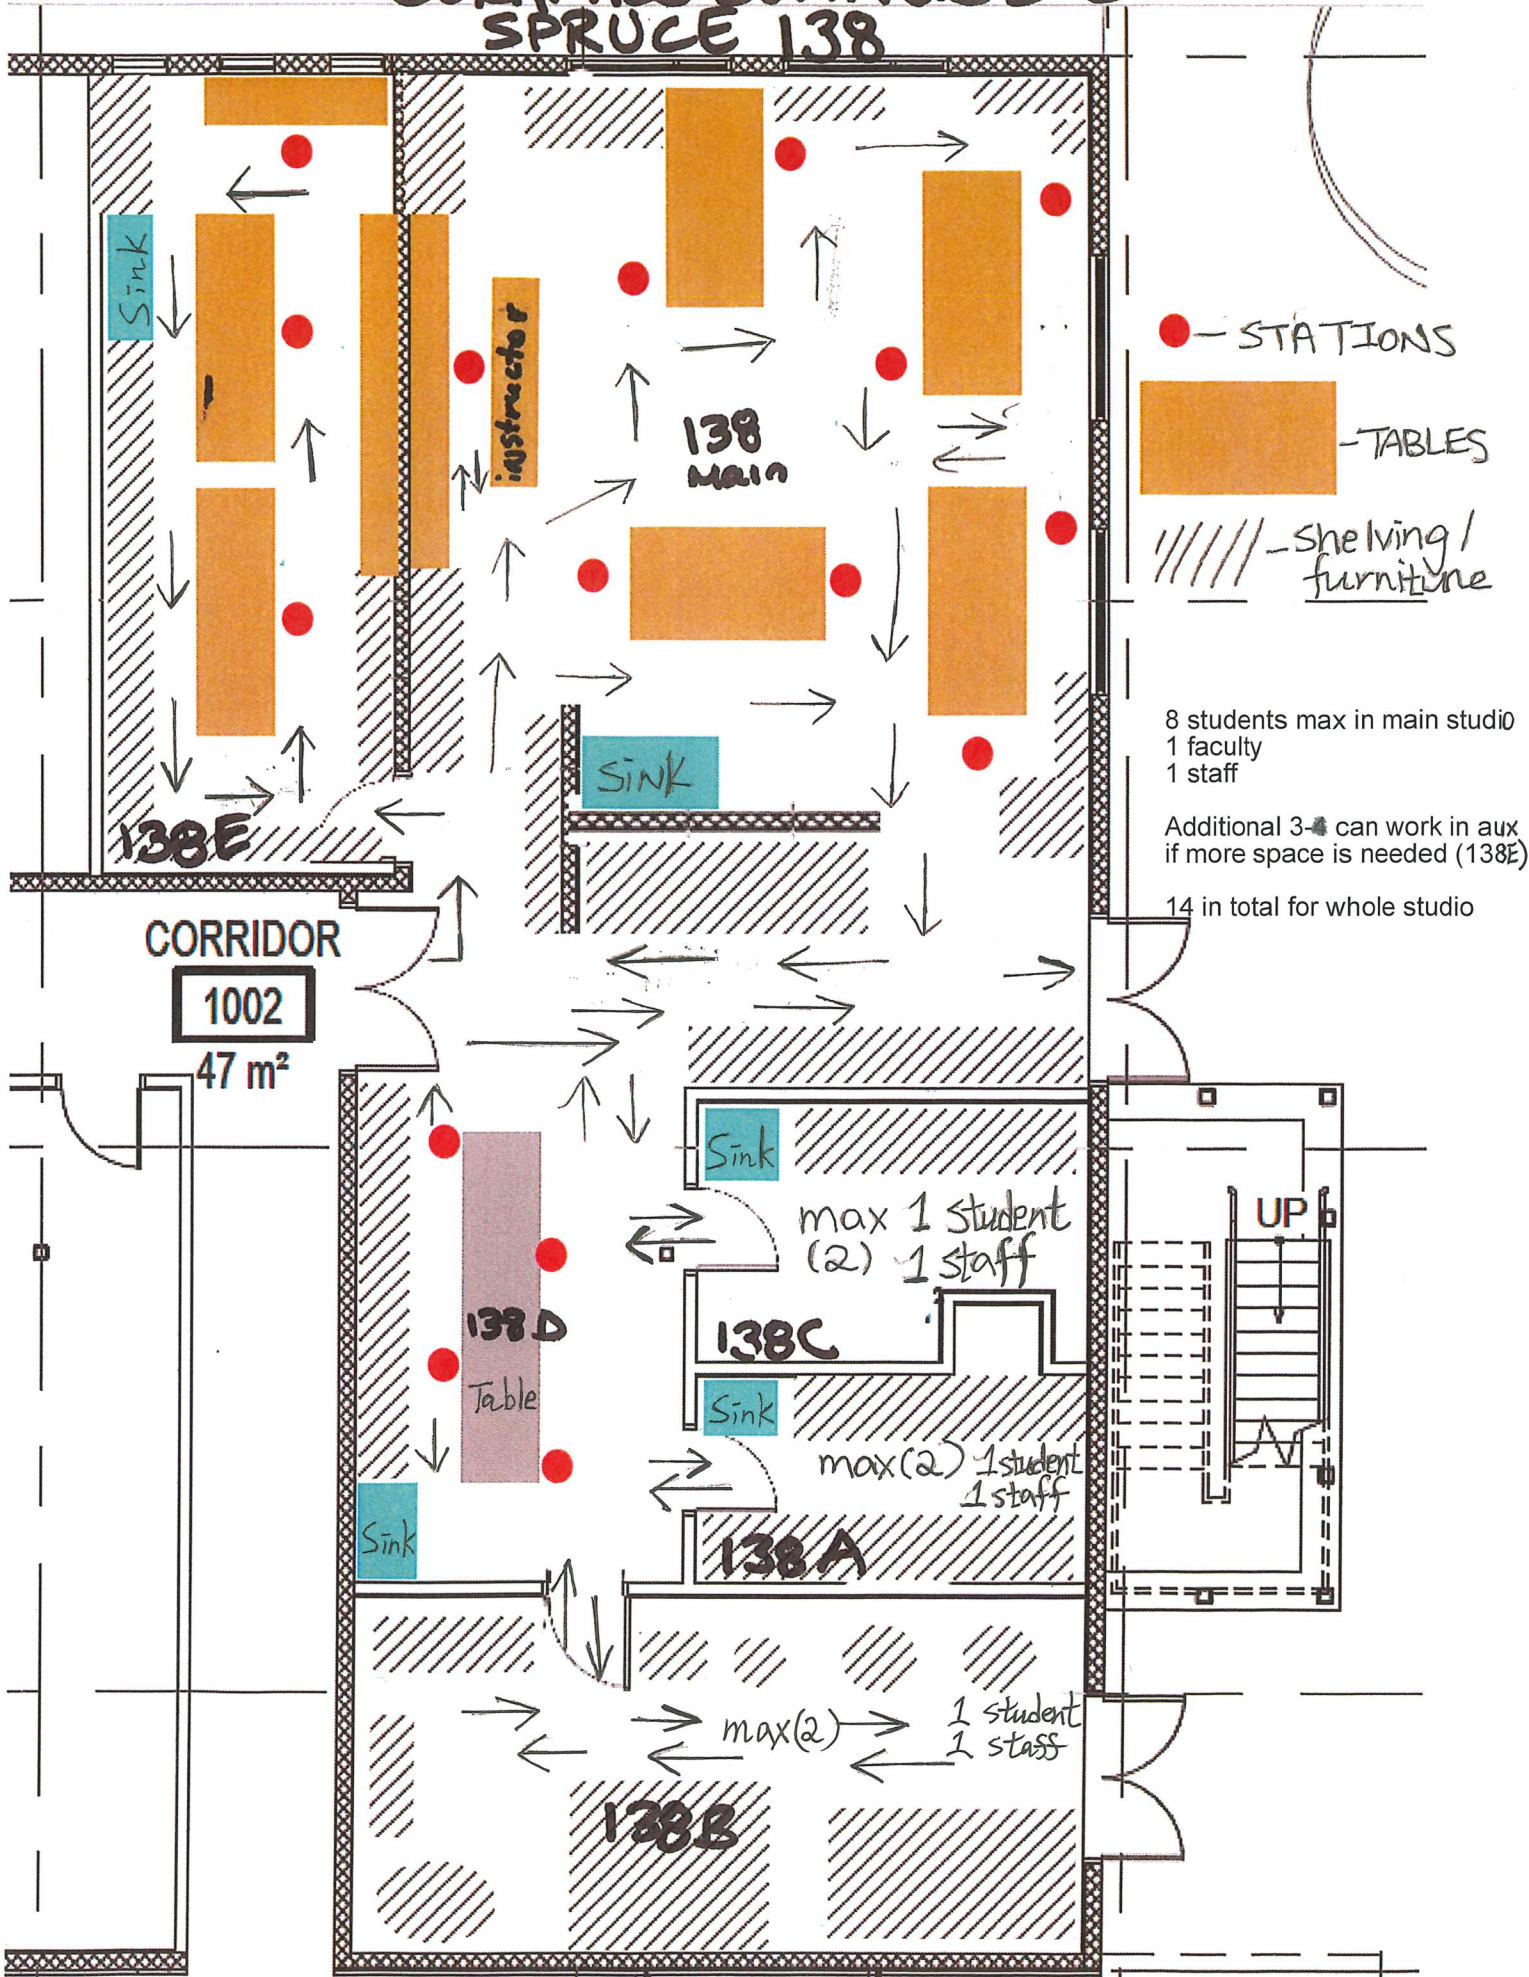 SPRUCE 138
Sink
instructor
138
Main
- STATIONS
- TABLES
- Shelving /
furniture
8 students max in main studio
1 faculty
1 staff
Additional 3-4 can work in aux
if more space is needed (138E)
14 in total for whole studio
SINK
138E
CORRIDOR
1002
47 m²
Sink
max 1 student
(2) 1 staff
UP
138D
138C
Table
Sink
max(2) 1 student
1 staff
Sink
138A
max(2)
1 student
1 staff
138B